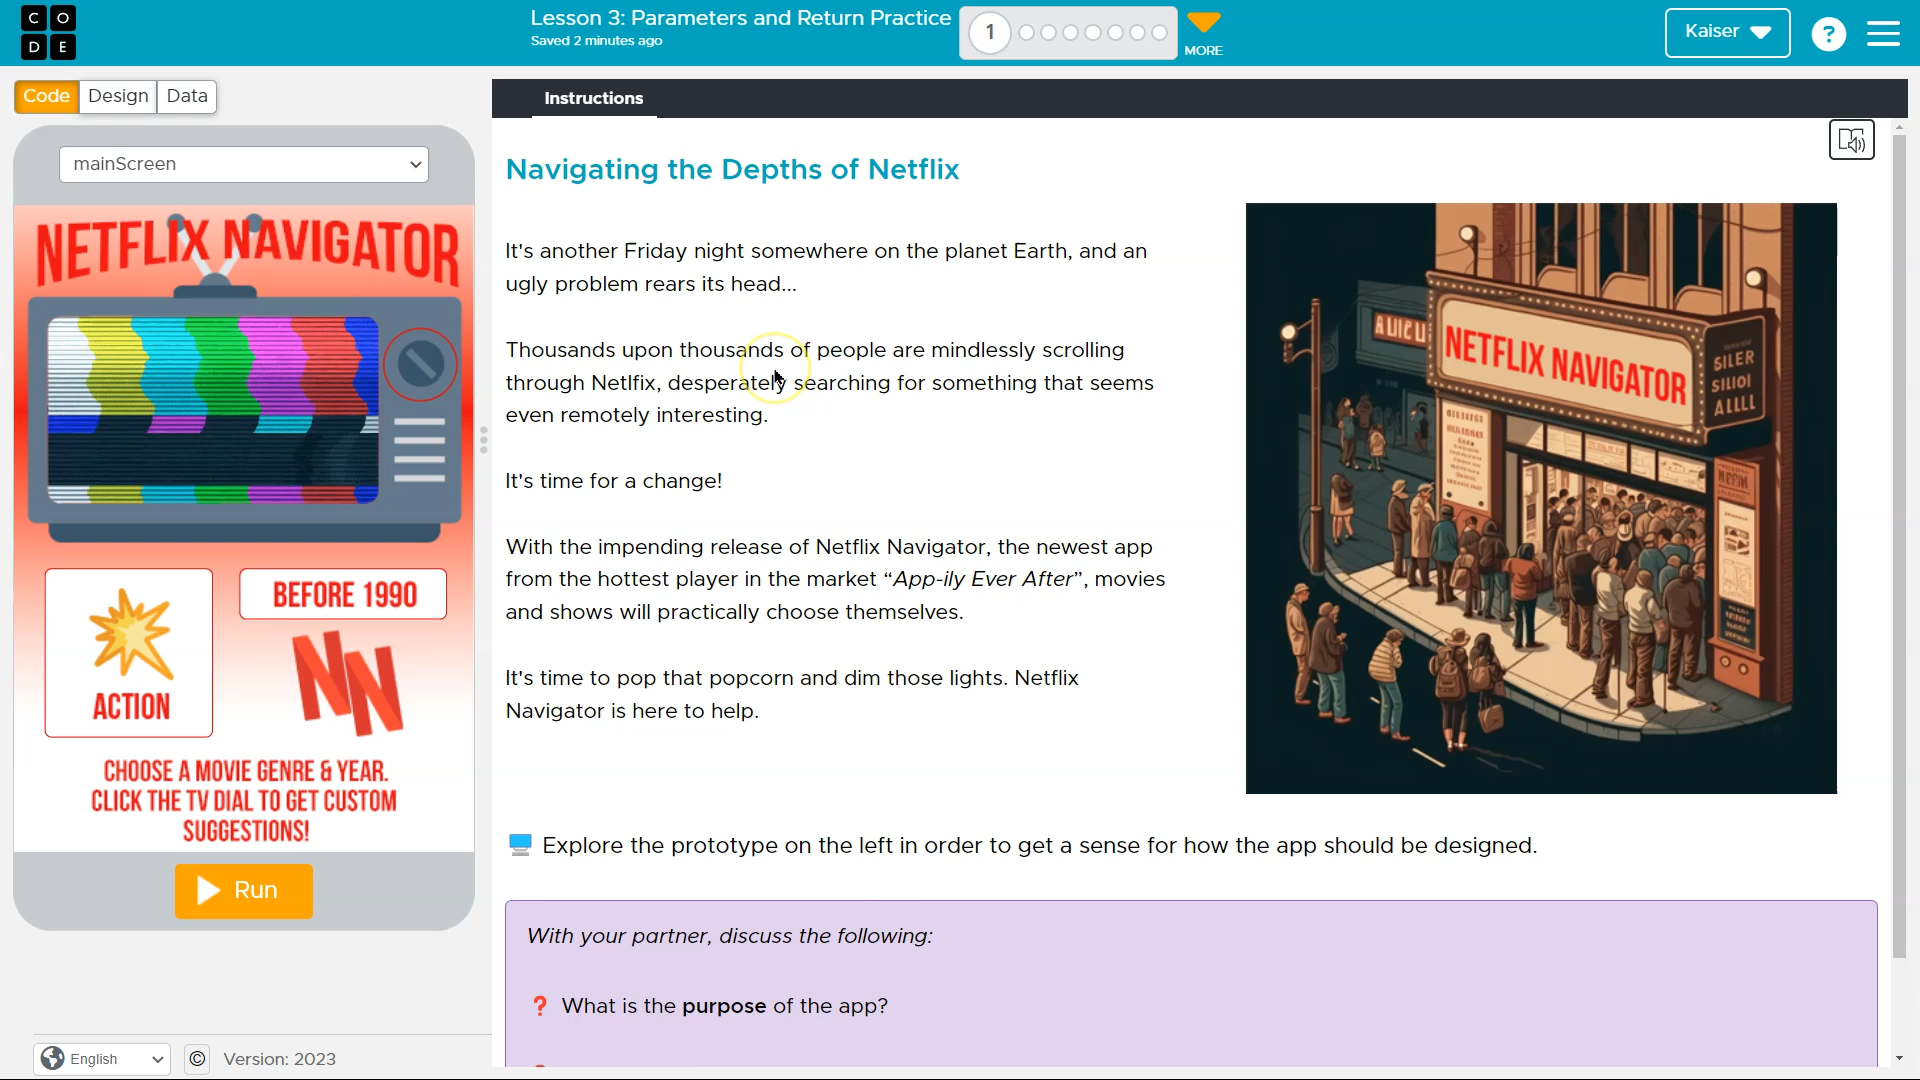 CODE
Lesson 3: Parameters and Return Practice
Saved 2 minutes ago
1
MORE
Kaiser
?
Code
Design
Data
mainScreen
NETFLIX NAVIGATOR
ACTION
BEFORE 1990
NN
CHOOSE A MOVIE GENRE & YEAR.
CLICK THE TV DIAL TO GET CUSTOM
SUGGESTIONS!
Run
English
©
Version: 2023
Instructions
Navigating the Depths of Netflix
It's another Friday night somewhere on the planet Earth, and an
ugly problem rears its head...
Thousands upon thousands of people are mindlessly scrolling
through Netlfix, desperately searching for something that seems
even remotely interesting.
It's time for a change!
With the impending release of Netflix Navigator, the newest app
from the hottest player in the market “App-ily Ever After”, movies
and shows will practically choose themselves.
It's time to pop that popcorn and dim those lights. Netflix
Navigator is here to help.
NETFLIX NAVIGATOR
SILER
SILIOI
ALLLL
Explore the prototype on the left in order to get a sense for how the app should be designed.
With your partner, discuss the following:
❓ What is the purpose of the app?